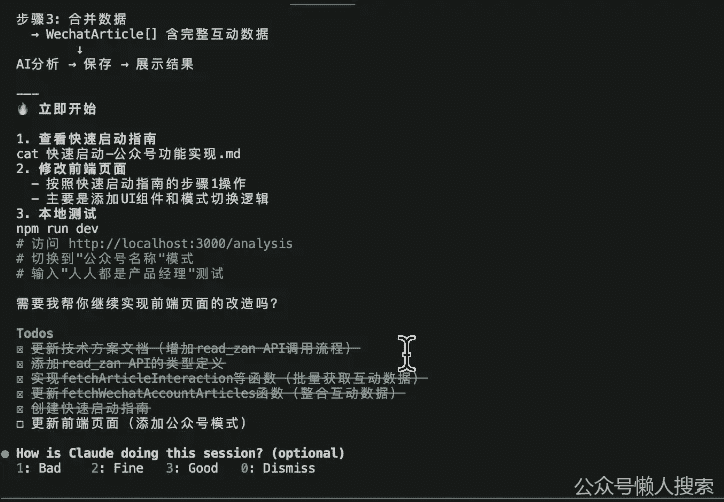 步骤3: 合并数据
→ WechatArticle[] 含完整互动数据
↓
AI分析 → 保存 → 展示结果
———
🔥 立即开始
1. 查看快速启动指南
cat 快速启动-公众号功能实现.md
2. 修改前端页面
- 按照快速启动指南的步骤1操作
- 主要是添加UI组件和模式切换逻辑
3. 本地测试
npm run dev
# 访问 http://localhost:3000/analysis
# 切换到"公众号名称"模式
# 输入"人人都是产品经理"测试
需要我帮你继续实现前端页面的改造吗?
Todos
☒ 更新技术方案文档 (增加read_zan API调用流程)
☒ 添加read_zan API的类型定义
☒ 实现fetchArticleInteraction等函数 (批量获取互动数据)
☒ 更新fetchWechatAccountArticles函数 (整合互动数据)
☒ 创建快速启动指南
☐ 更新前端页面 (添加公众号模式)
● How is Claude doing this session? (optional)
1: Bad 2: Fine 3: Good 0: Dismiss
公众号懒人搜索